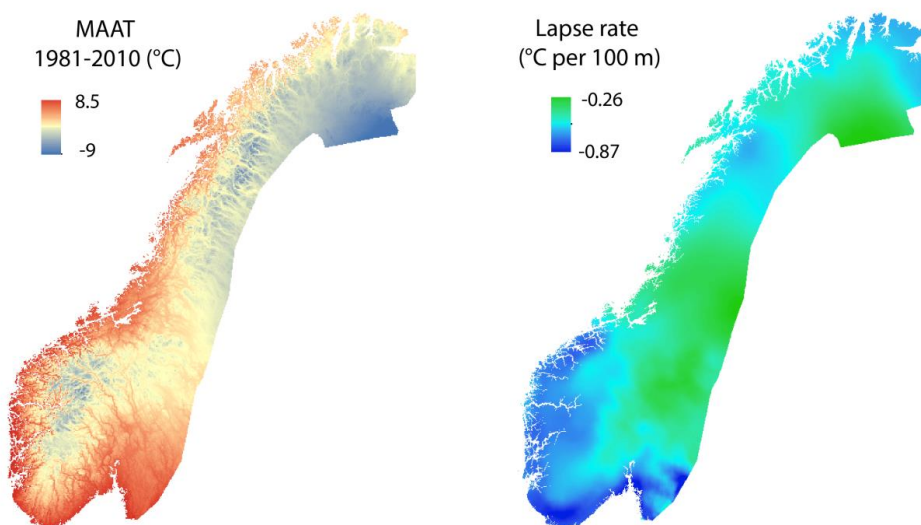 MAAT
1981-2010 (°C)
8.5
-9
Lapse rate
(°C per 100 m)
-0.26
-0.87